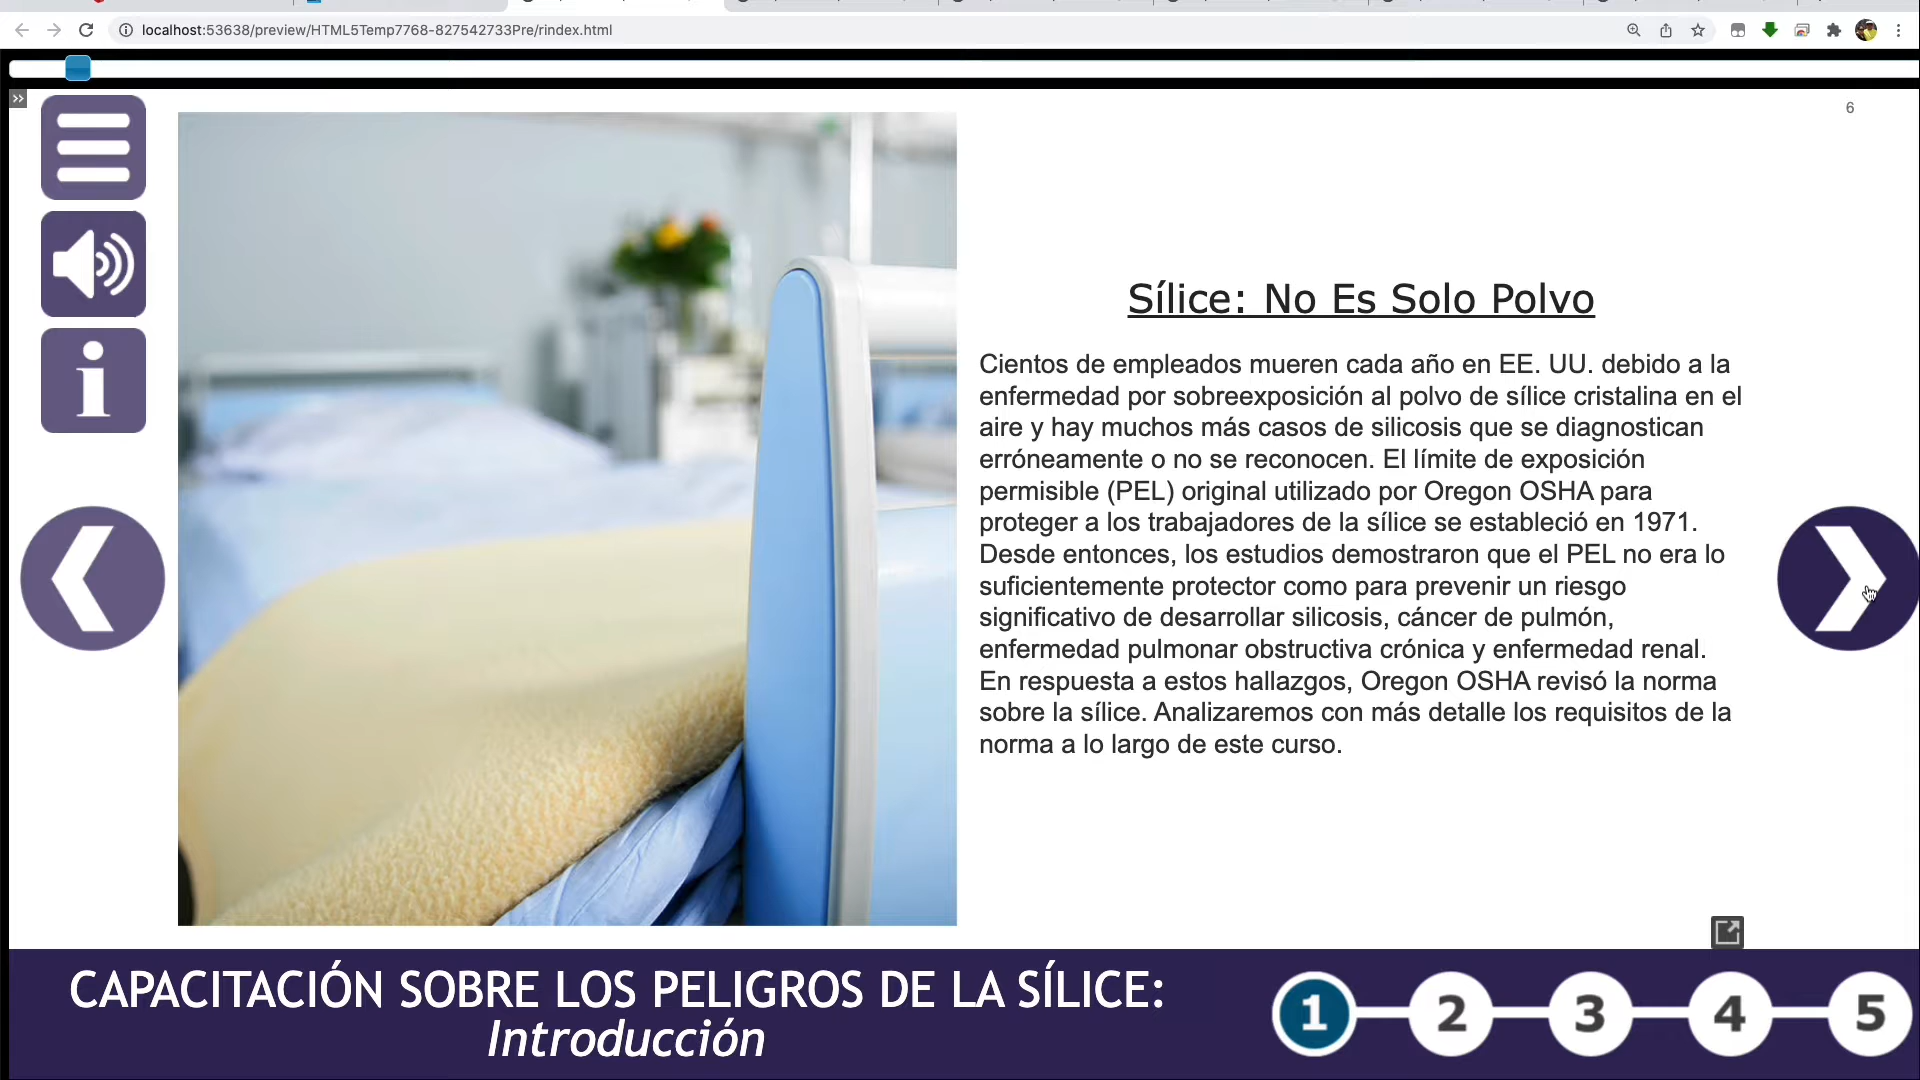 localhost:53638/preview/HTML5Temp7768-827542733Pre/rindex.html
6
Sílice: No Es Solo Polvo
Cientos de empleados mueren cada año en EE. UU. debido a la
enfermedad por sobreexposición al polvo de sílice cristalina en el
aire y hay muchos más casos de silicosis que se diagnostican
erróneamente o no se reconocen. El límite de exposición
permisible (PEL) original utilizado por Oregon OSHA para
proteger a los trabajadores de la sílice se estableció en 1971.
Desde entonces, los estudios demostraron que el PEL no era lo
suficientemente protector como para prevenir un riesgo
significativo de desarrollar silicosis, cáncer de pulmón,
enfermedad pulmonar obstructiva crónica y enfermedad renal.
En respuesta a estos hallazgos, Oregon OSHA revisó la norma
sobre la sílice. Analizaremos con más detalle los requisitos de la
norma a lo largo de este curso.
CAPACITACIÓN SOBRE LOS PELIGROS DE LA SÍLICE:
Introducción
1 2 3 4 5